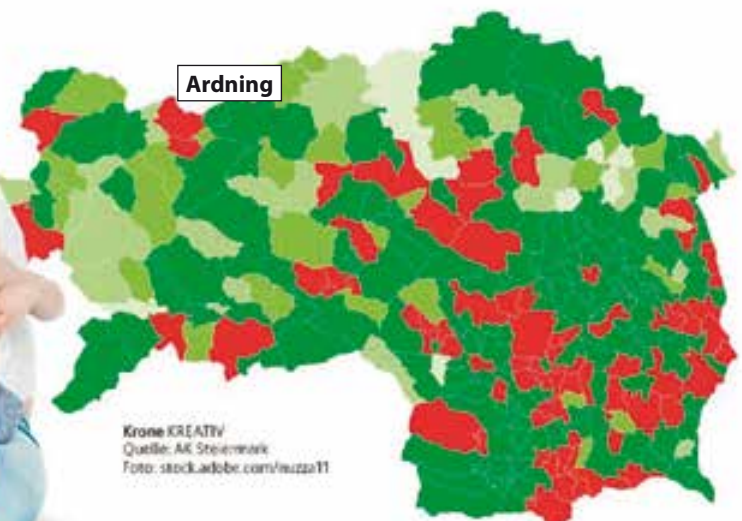 Ardning
Krone KREATIV
Quelle: AK Steiermark
Foto: stock.adobe.com/nuzza11